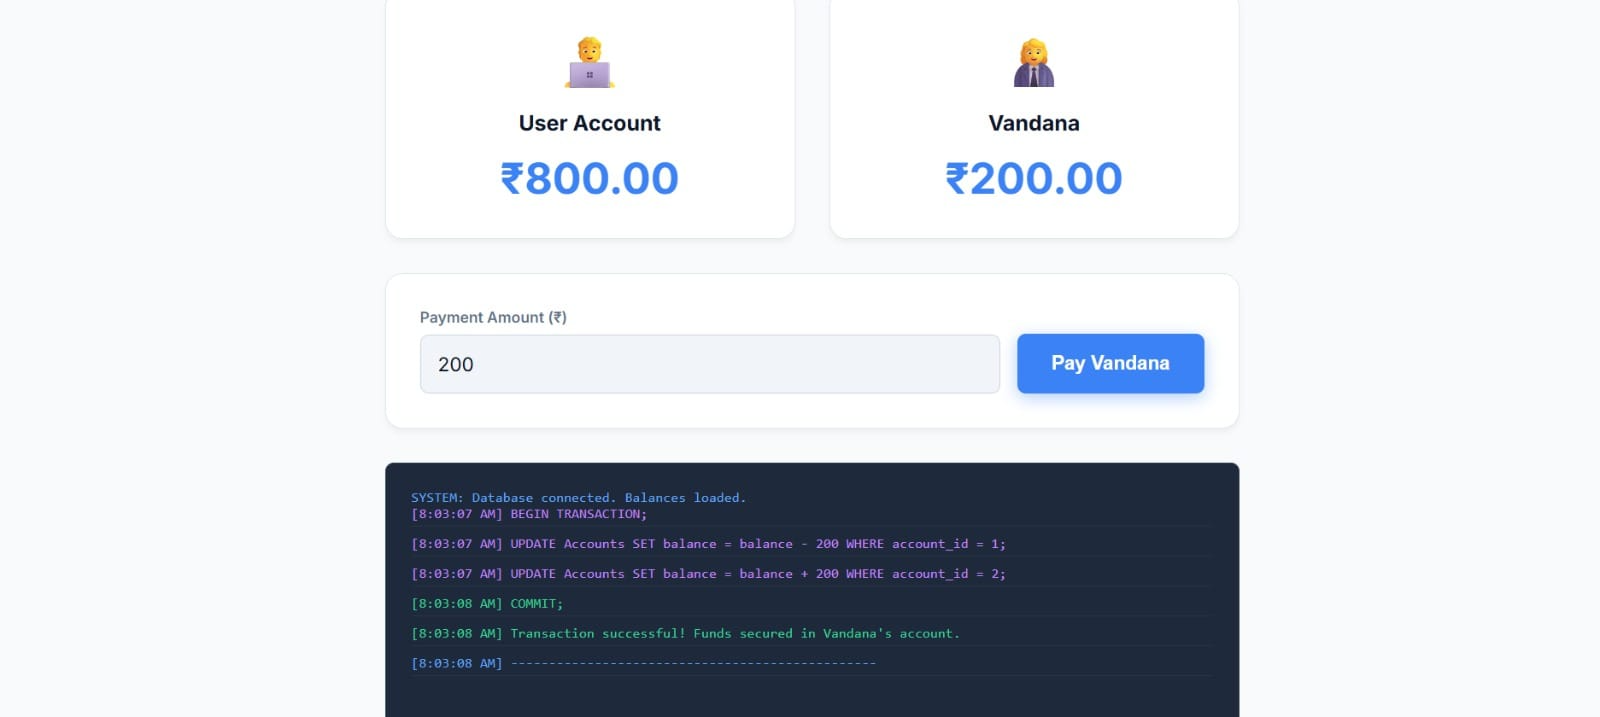 User Account
₹800.00
Vandana
₹200.00
Payment Amount (₹)
200
Pay Vandana
SYSTEM: Database connected. Balances loaded.
[8:03:07 AM] BEGIN TRANSACTION;
[8:03:07 AM] UPDATE Accounts SET balance = balance - 200 WHERE account_id = 1;
[8:03:07 AM] UPDATE Accounts SET balance = balance + 200 WHERE account_id = 2;
[8:03:08 AM] COMMIT;
[8:03:08 AM] Transaction successful! Funds secured in Vandana's account.
[8:03:08 AM] ------------------------------------------------